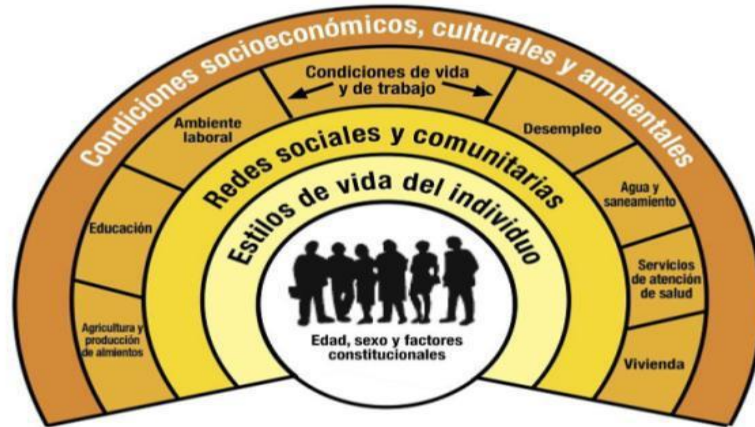 Condiciones socioeconómicos, culturales y ambientales
Condiciones de vida
y de trabajo
Ambiente
laboral
Desempleo
Educación
Agua y
saneamiento
Agricultura y
producción
de almientos
Servicios
de atención
de salud
Vivienda
Redes sociales y comunitarias
Estilos de vida del individuo
Edad, sexo y factores
constitucionales